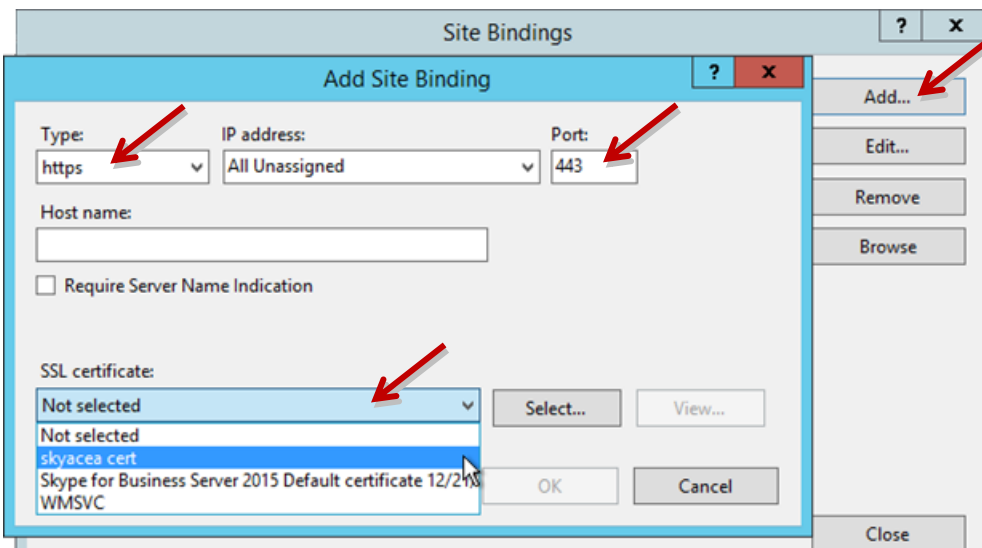 Site Bindings
? x
Add Site Binding
? x
Add...
Type:
IP address:
Port:
https
All Unassigned
443
Edit...
Host name:
Remove
Browse
Require Server Name Indication
SSL certificate:
Not selected
Select...
View...
Not selected
skyacea cert
Skype for Business Server 2015 Default certificate
WMSVC
OK
Cancel
Close